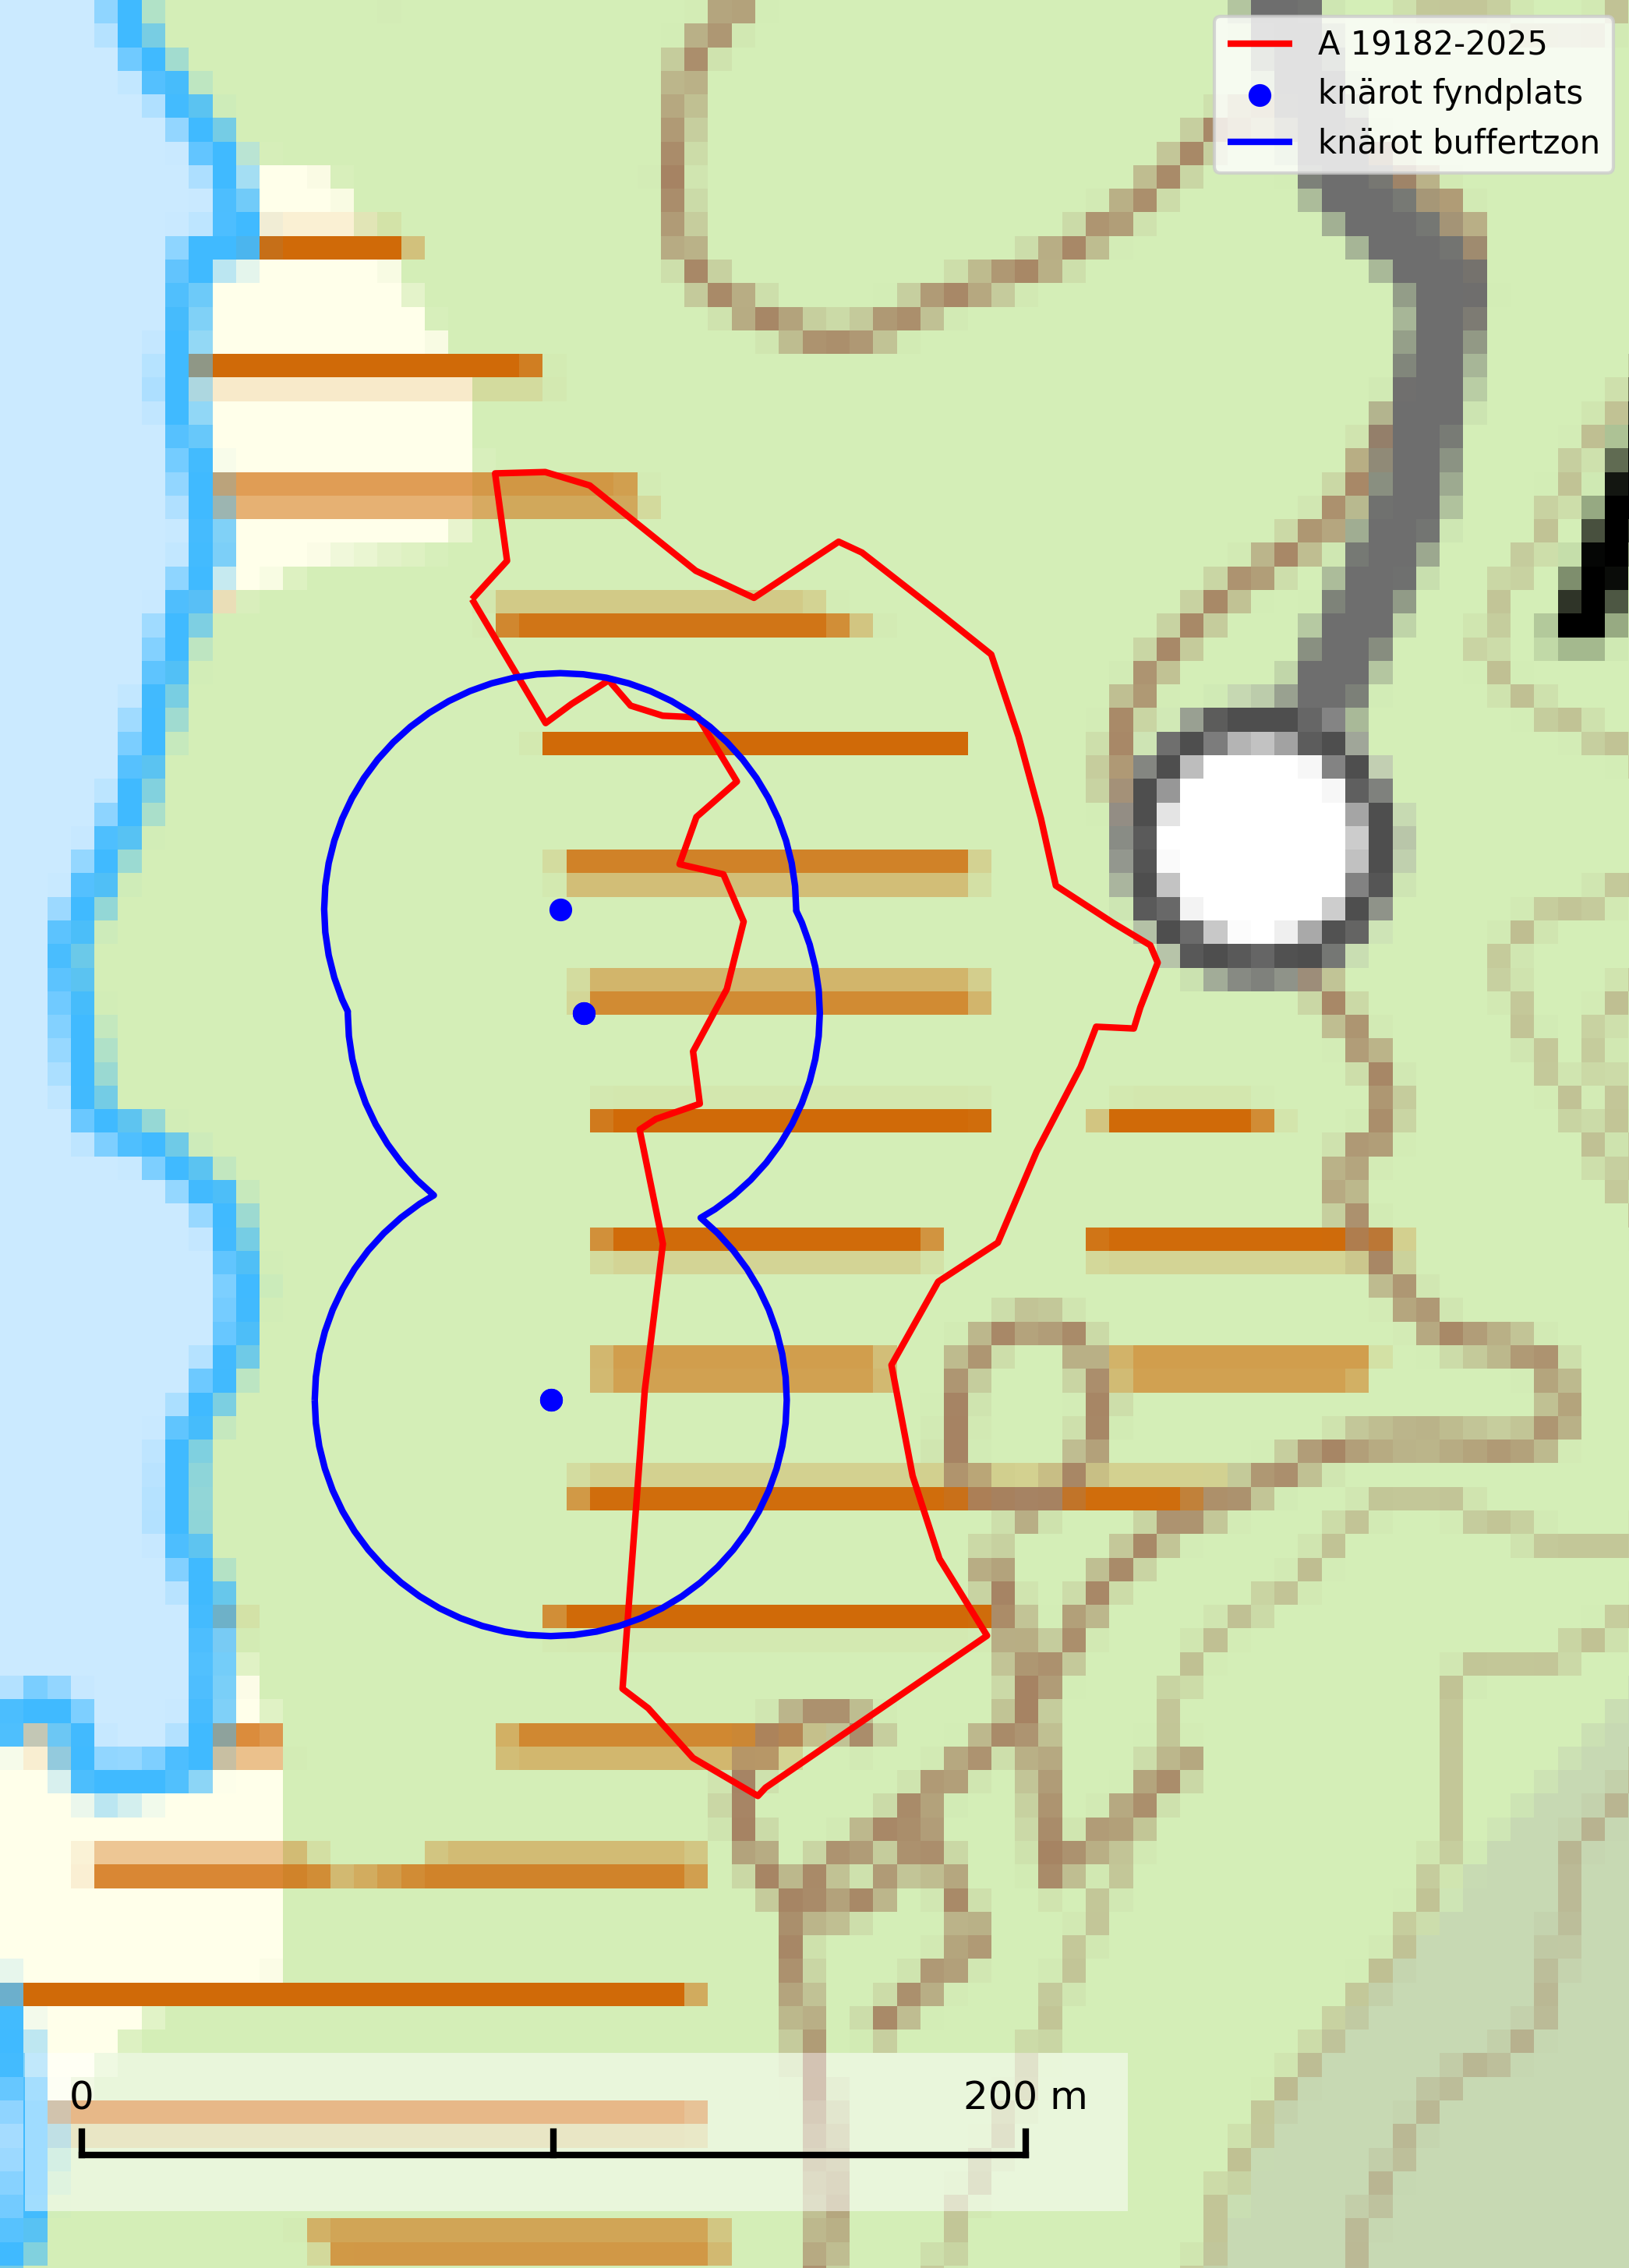 A 19182-2025
knärot fyndplats
knärot buffertzon
0 200 m